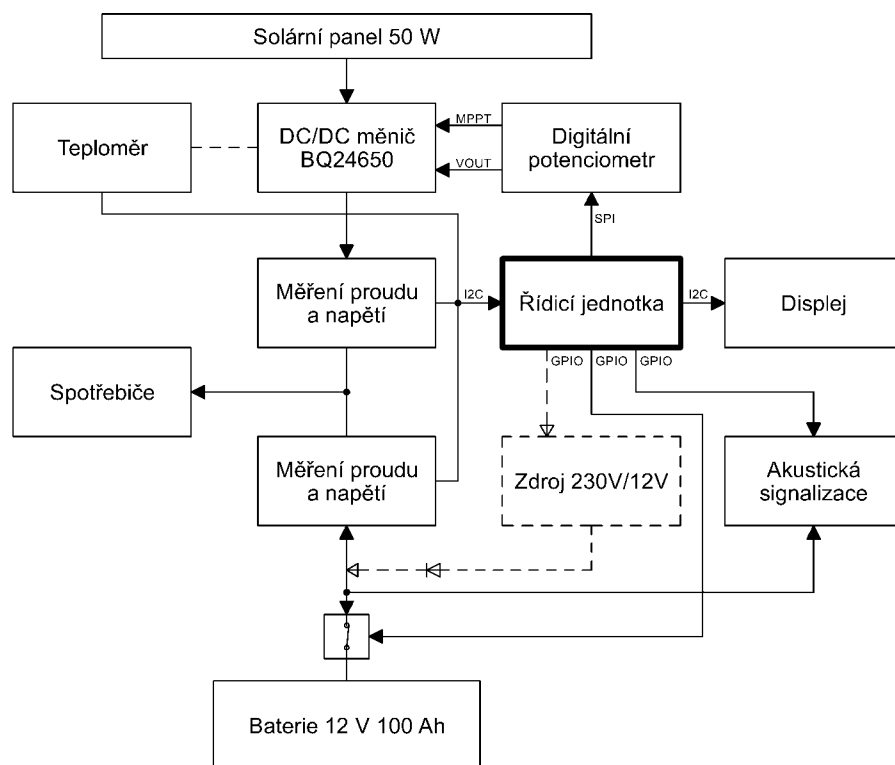 Solární panel 50 W
Teploměr
DC/DC měnič
BQ24650
MPPT
VOUT
Digitální
potenciometr
SPI
Měření proudu
a napětí
I2C
Řídicí jednotka
I2C
Displej
GPIO
GPIO
GPIO
Spotřebiče
Měření proudu
a napětí
Zdroj 230V/12V
Akustická
signalizace
Baterie 12 V 100 Ah